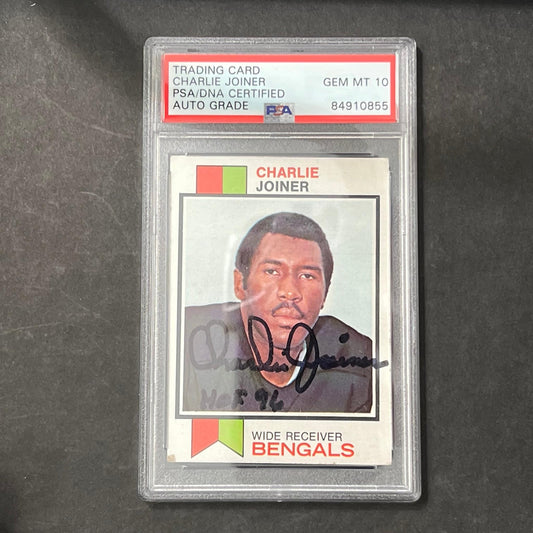 TRADING CARD
CHARLIE JOINER GEM MT 10
PSA/DNA CERTIFIED
AUTO GRADE PSA 84910855
CHARLIE
JOINER
Charlie Joiner
HOF 96
WIDE RECEIVER
BENGALS